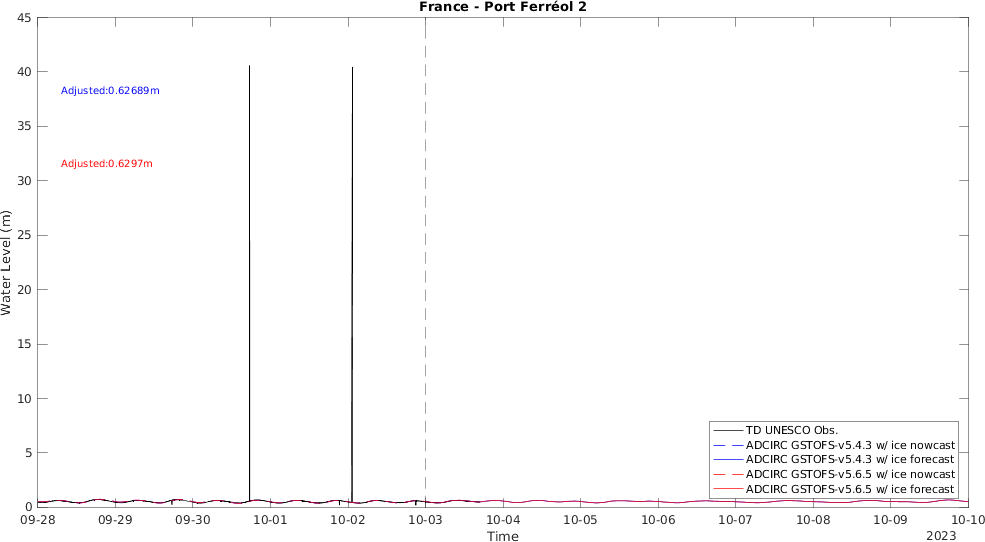 France - Port Ferréol 2
45
40
35
30
25
20
15
10
5
0
Water Level (m)
Adjusted:0.62689m
Adjusted:0.6297m
TD UNESCO Obs.
ADCIRC GSTOFS-v5.4.3 w/ ice nowcast
ADCIRC GSTOFS-v5.4.3 w/ ice forecast
ADCIRC GSTOFS-v5.6.5 w/ ice nowcast
ADCIRC GSTOFS-v5.6.5 w/ ice forecast
09-28 09-29 09-30 10-01 10-02 10-03 10-04 10-05 10-06 10-07 10-08 10-09 10-10
Time
2023